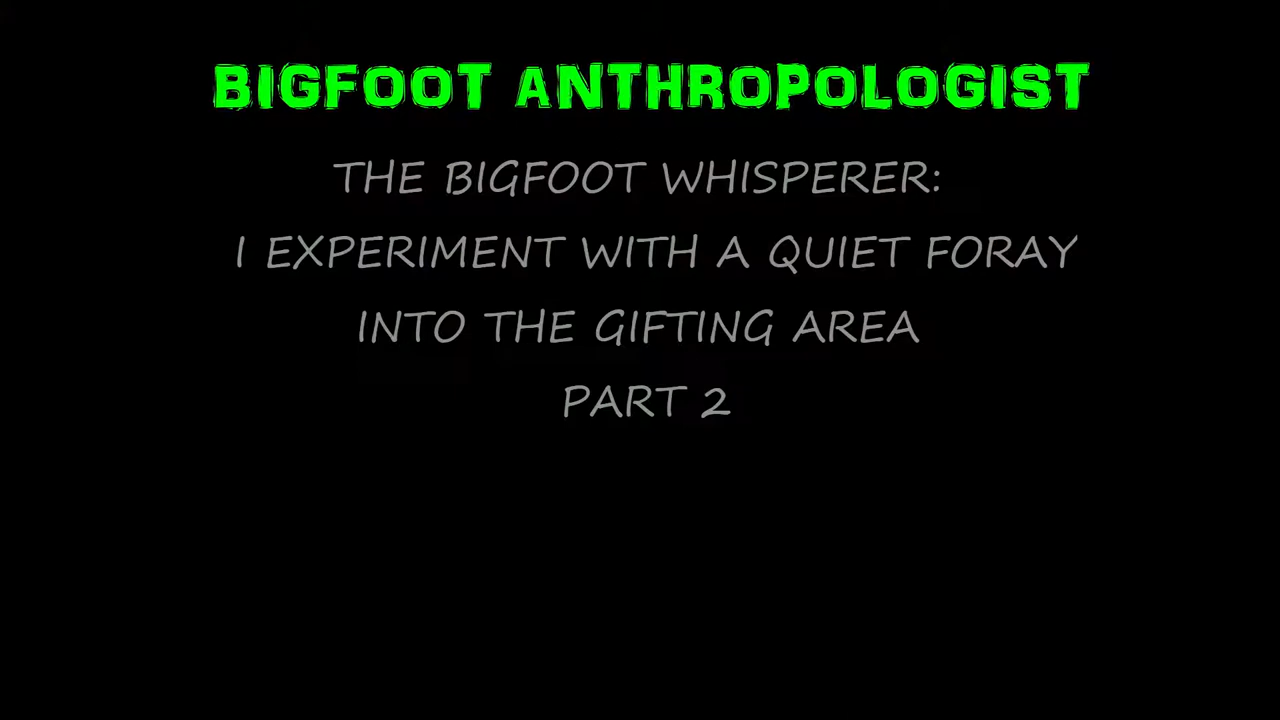 BIGFOOT ANTHROPOLOGIST
THE BIGFOOT WHISPERER:
I EXPERIMENT WITH A QUIET FORAY
INTO THE GIFTING AREA
PART 2